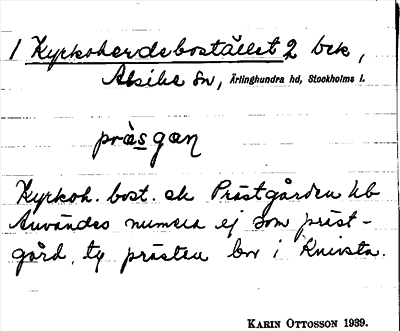 1 Kyrkoherdebostället 2 bek,
Alsike sn, Ärlinghundra hd, Stockholms l.
pràsgæn
Kyrkoh. bost. ek Prästgården kb
Användes numera ej som präst-
gård, ty prästen bor i Knivsta.
KARIN OTTOSSON 1939.